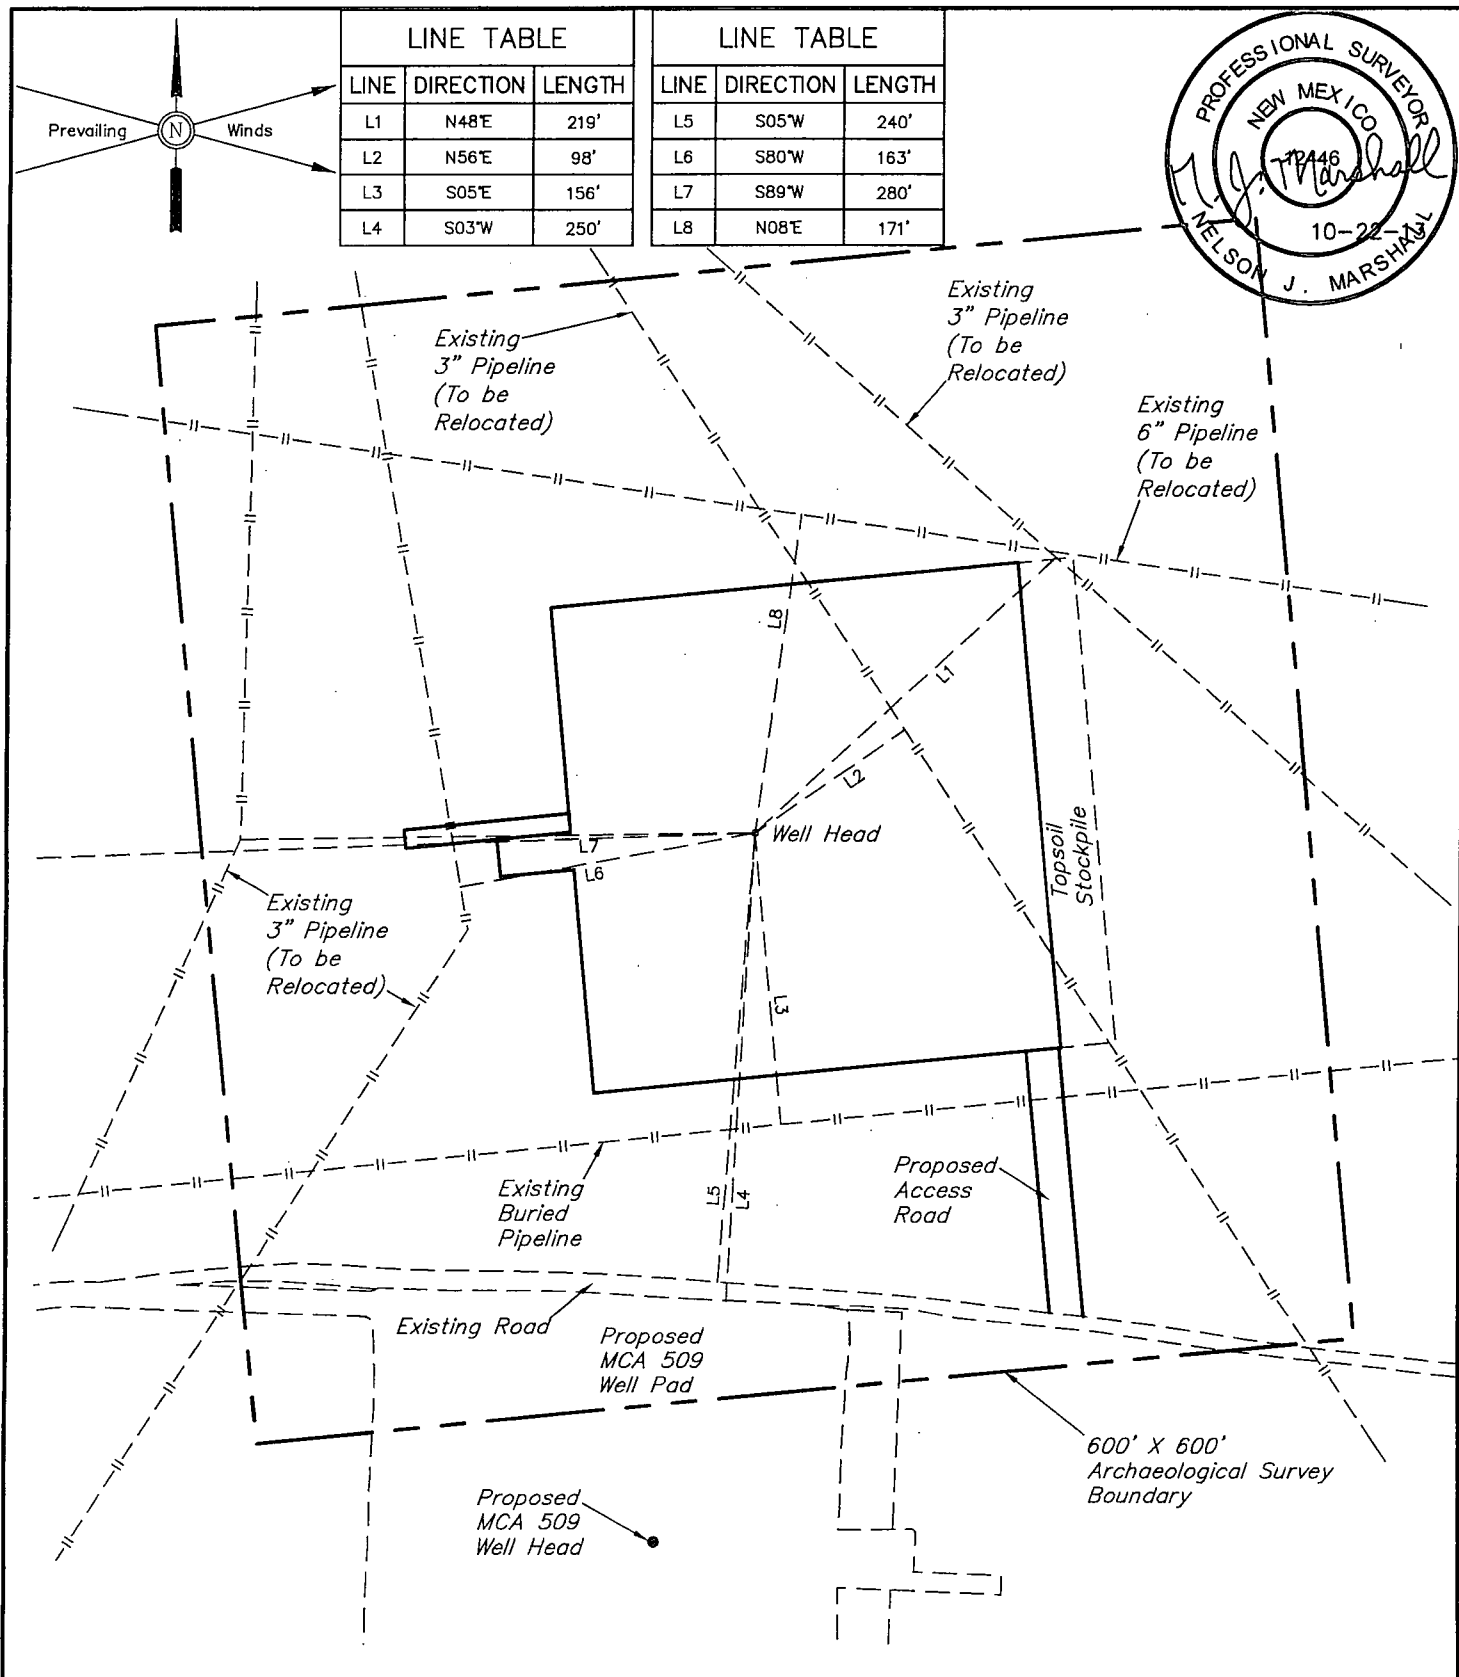 Prevailing N Winds
LINE TABLE
LINE DIRECTION LENGTH
L1 N48°E 219'
L2 N56°E 98'
L3 S05°E 156'
L4 S03°W 250'
LINE TABLE
LINE DIRECTION LENGTH
L5 S05°W 240'
L6 S80°W 163'
L7 S89°W 280'
L8 N08°E 171'
PROFESSIONAL SURVEYOR
NEW MEXICO
12446
N. J. Marshall
10-22-13
NELSON J. MARSHALL
Existing
3" Pipeline
(To be
Relocated)
Existing
3" Pipeline
(To be
Relocated)
Existing
6" Pipeline
(To be
Relocated)
L8
L1
L2
Well Head
L7
L6
Topsoil
Stockpile
Existing
3" Pipeline
(To be
Relocated)
L3
L5
L4
Existing
Buried
Pipeline
Proposed
Access
Road
Existing Road
Proposed
MCA 509
Well Pad
600' X 600'
Archaeological Survey
Boundary
Proposed
MCA 509
Well Head